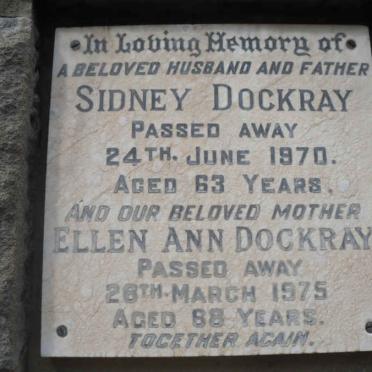 In Loving Memory of
A BELOVED HUSBAND AND FATHER
SIDNEY DOCKRAY
PASSED AWAY
24TH. JUNE 1970.
AGED 63 YEARS.
AND OUR BELOVED MOTHER
ELLEN ANN DOCKRAY
PASSED AWAY
26TH. MARCH 1975
AGED 68 YEARS.
TOGETHER AGAIN.